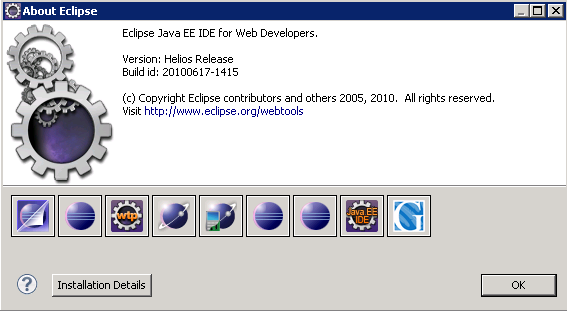 About Eclipse
Eclipse Java EE IDE for Web Developers.
Version: Helios Release
Build id: 20100617-1415
(c) Copyright Eclipse contributors and others 2005, 2010.  All rights reserved.
Visit http://www.eclipse.org/webtools
wtp
Java EE
IDE
G
?
Installation Details
OK